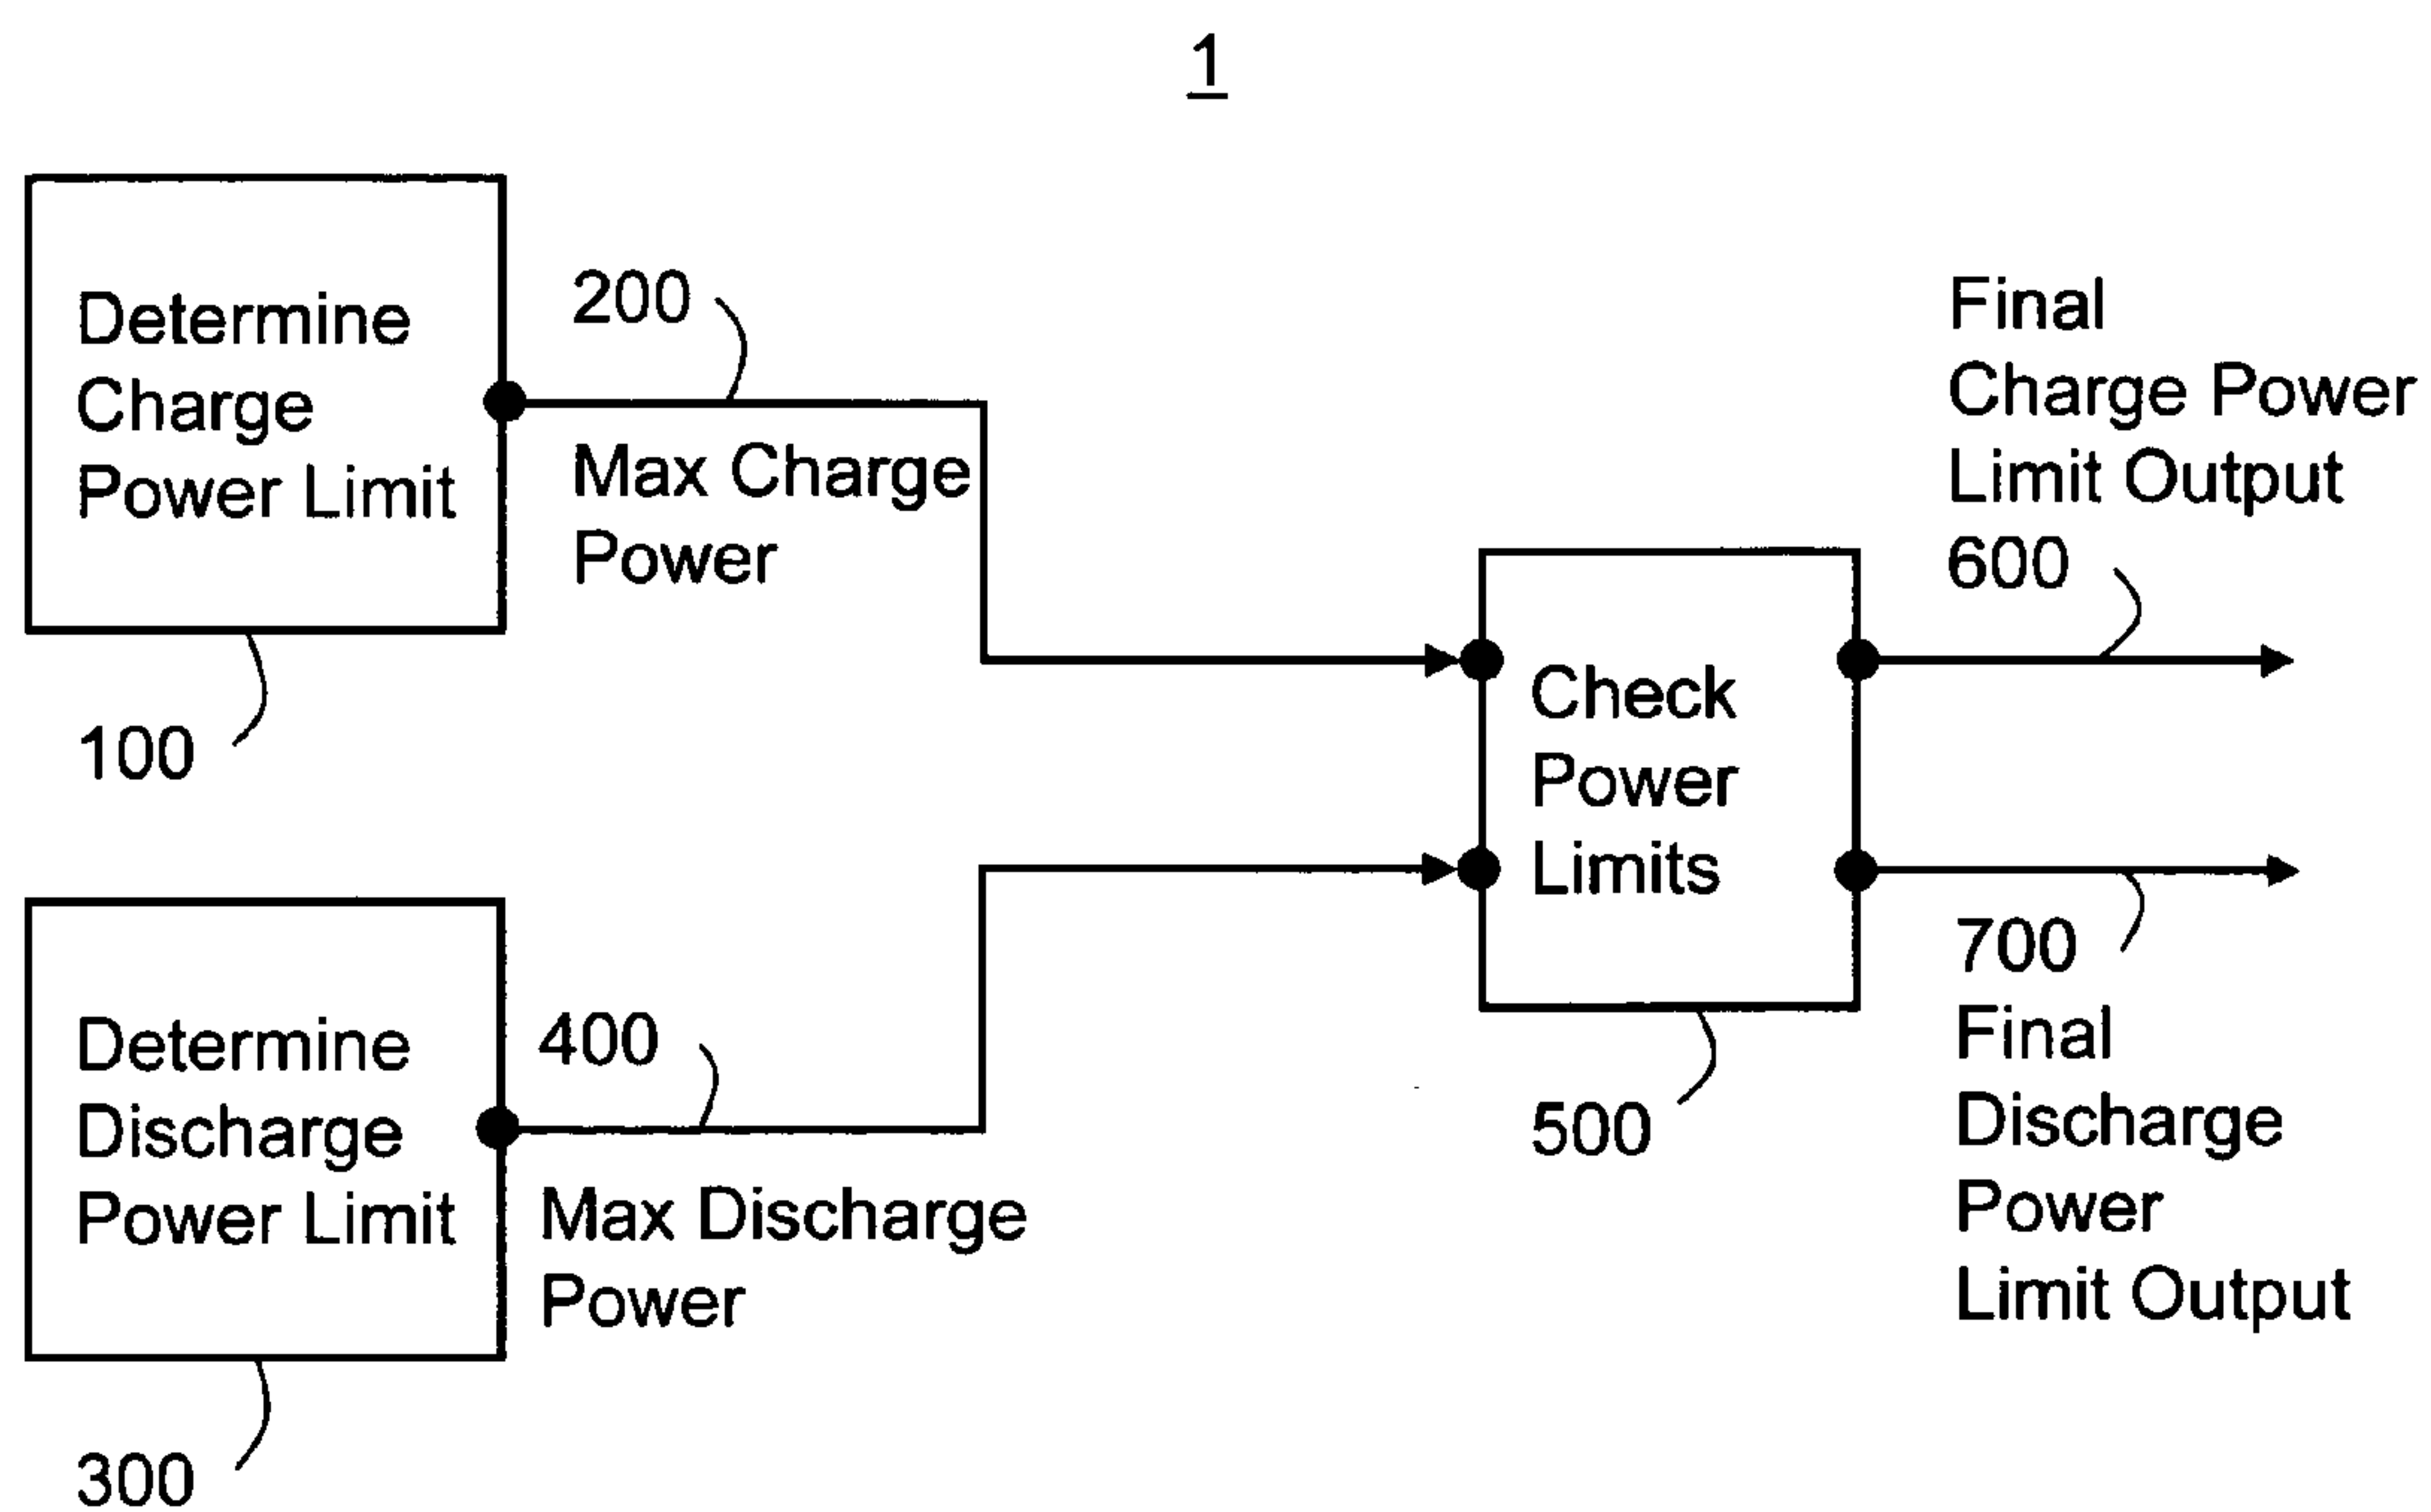 1
Determine
Charge
Power Limit
100
200
Max Charge
Power
Determine
Discharge
Power Limit
300
400
Max Discharge
Power
Check
Power
Limits
500
Final
Charge Power
Limit Output
600
700
Final
Discharge
Power
Limit Output